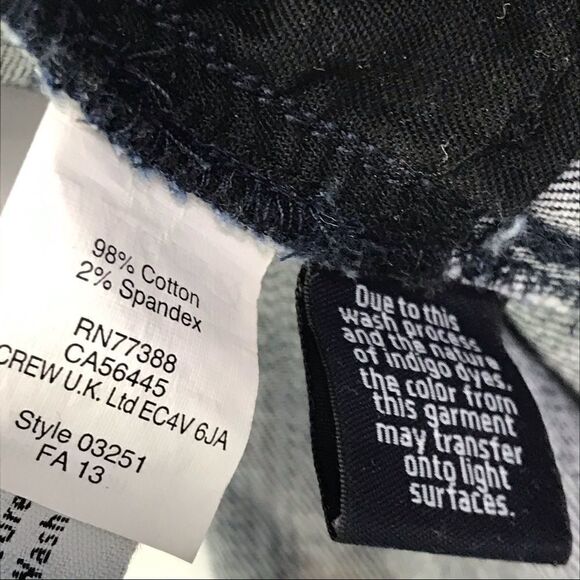 98% Cotton
2% Spandex
RN77388
CA56445
CREW U.K. Ltd EC4V 6JA
Style 03251
FA 13
Due to this
wash process
and the nature
of indigo dyes,
the color from
this garment
may transfer
onto light
surfaces.
Wash